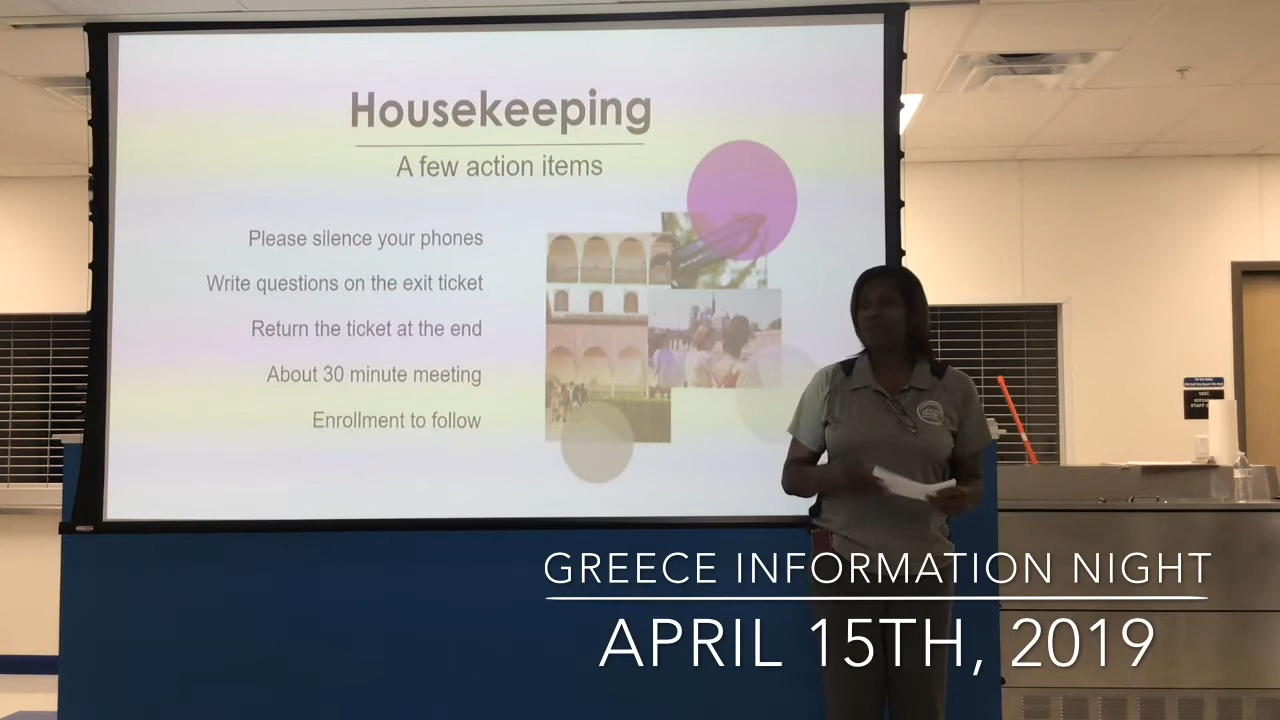 Housekeeping
A few action items
Please silence your phones
Write questions on the exit ticket
Return the ticket at the end
About 30 minute meeting
Enrollment to follow
GREECE INFORMATION NIGHT
APRIL 15TH, 2019